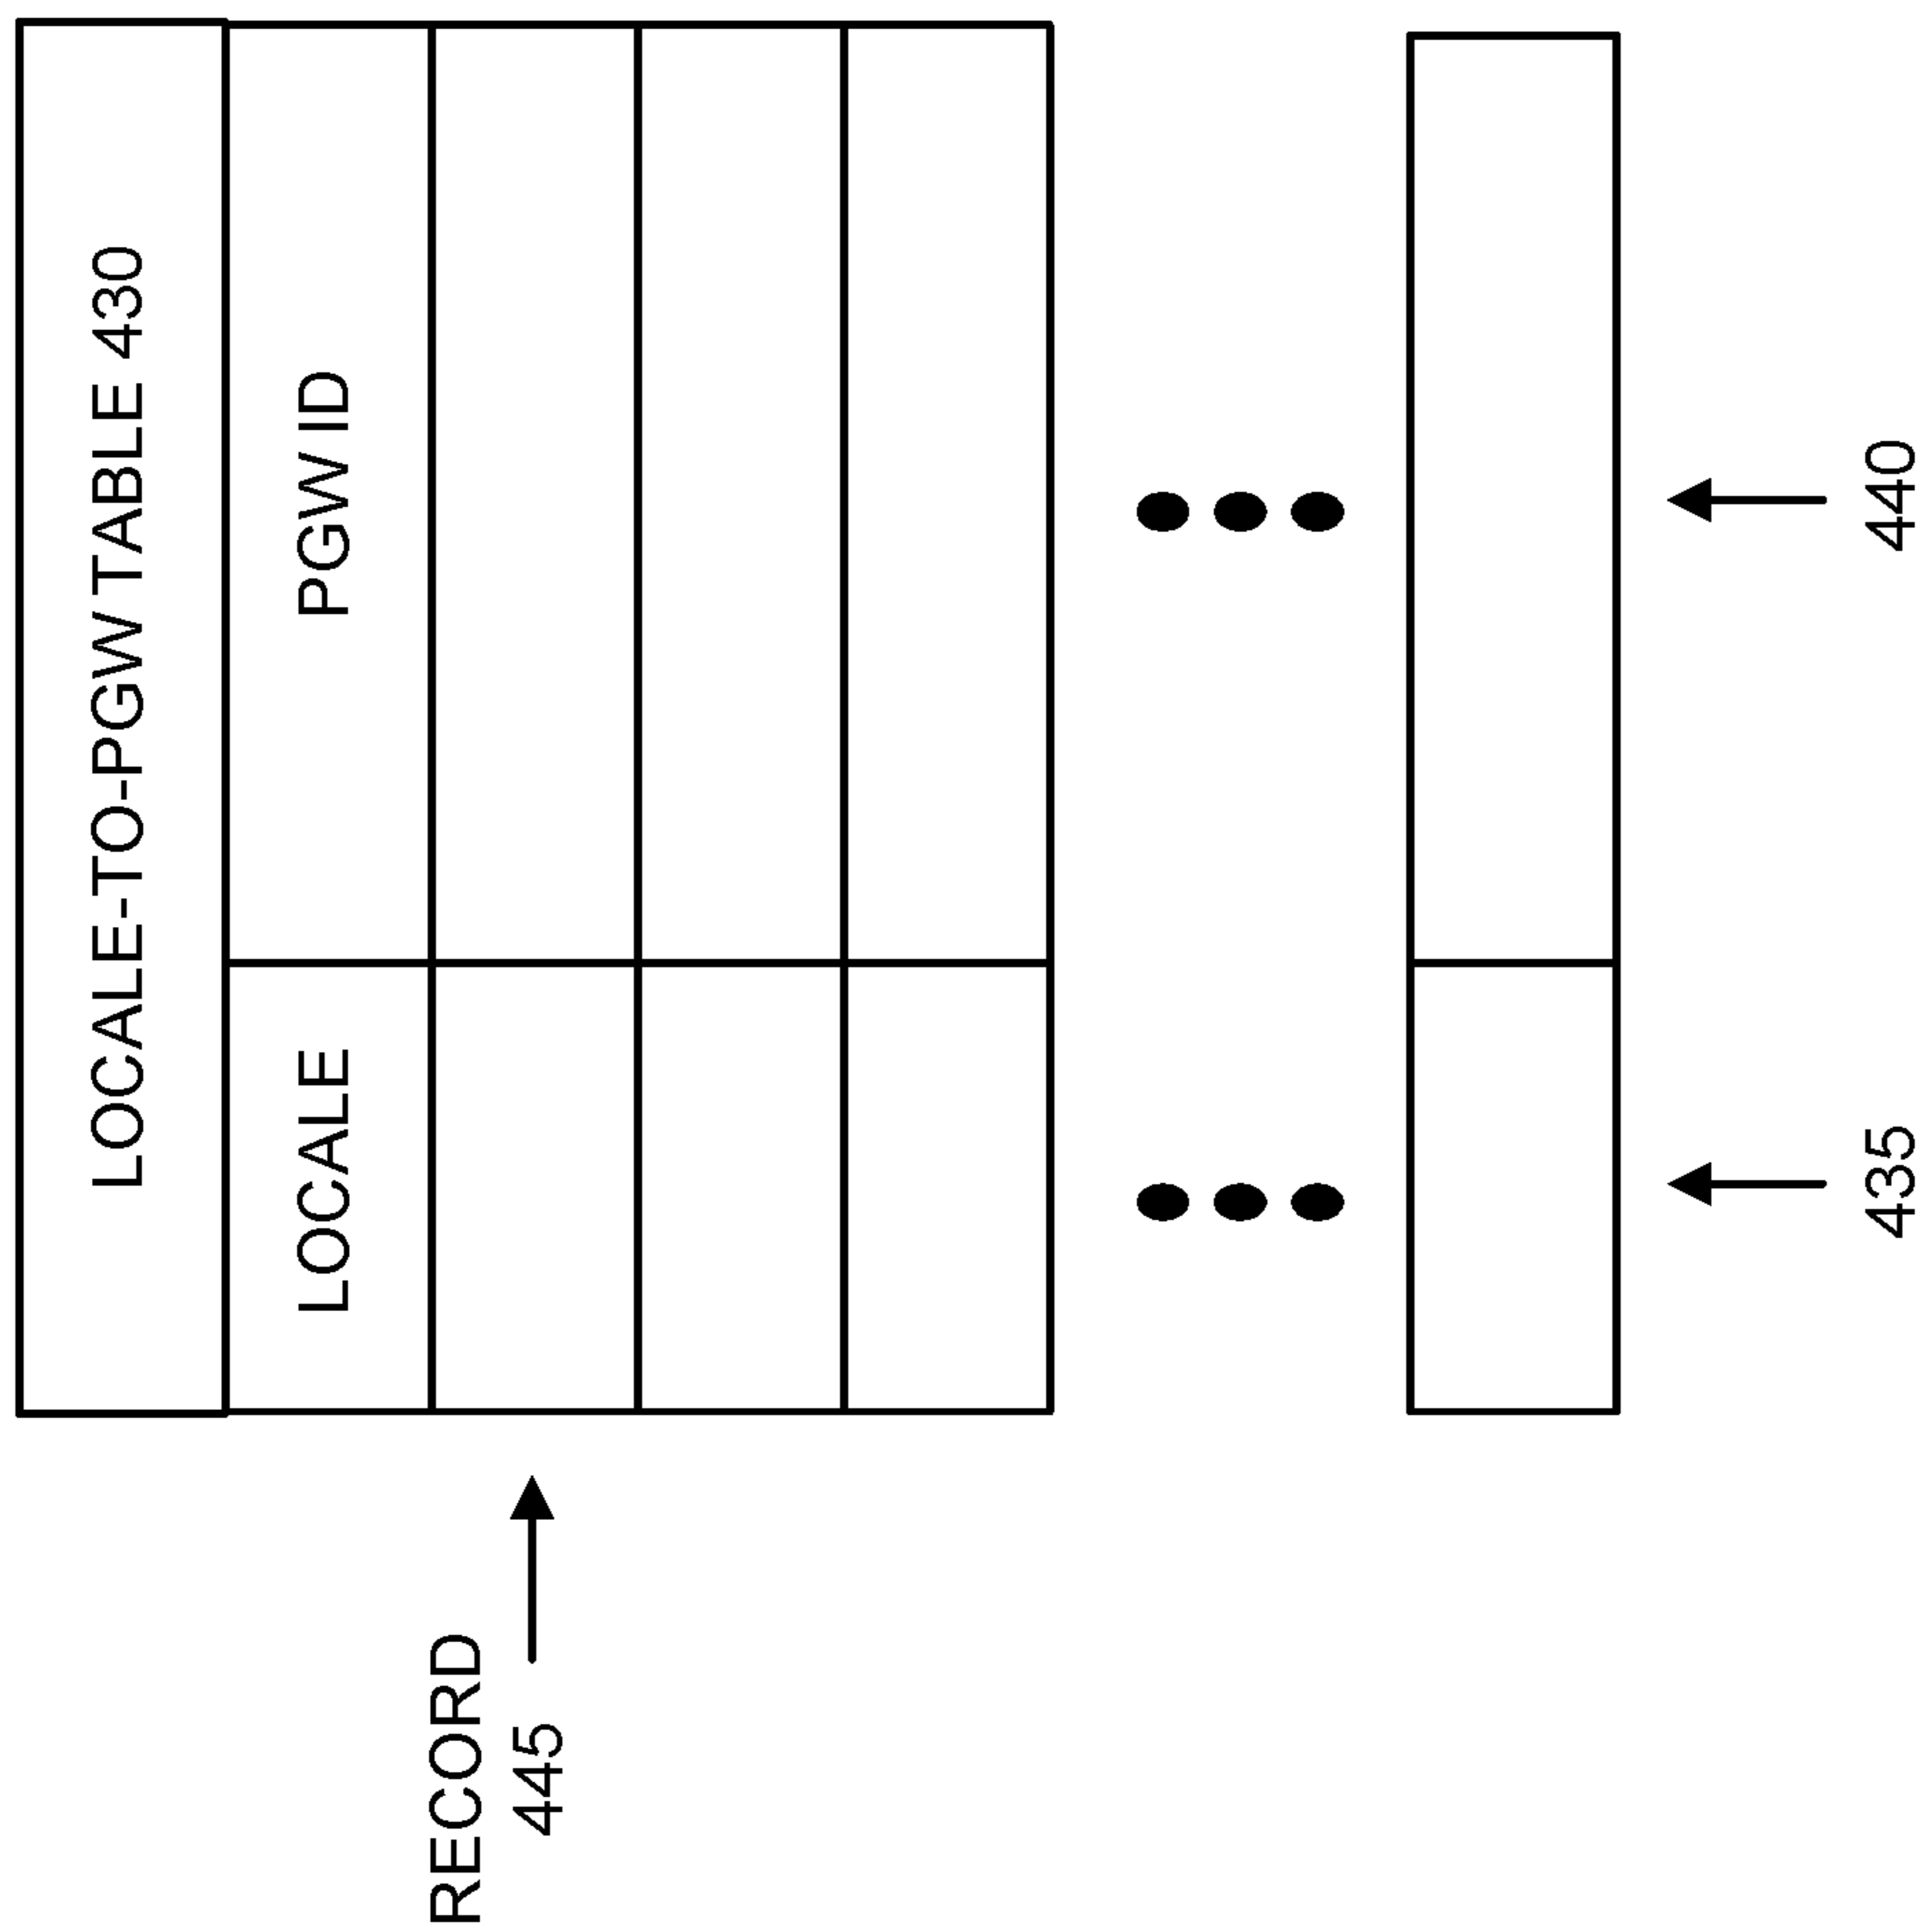 LOCALE-TO-PGW TABLE 430
LOCALE
PGW ID
RECORD
445
435
440